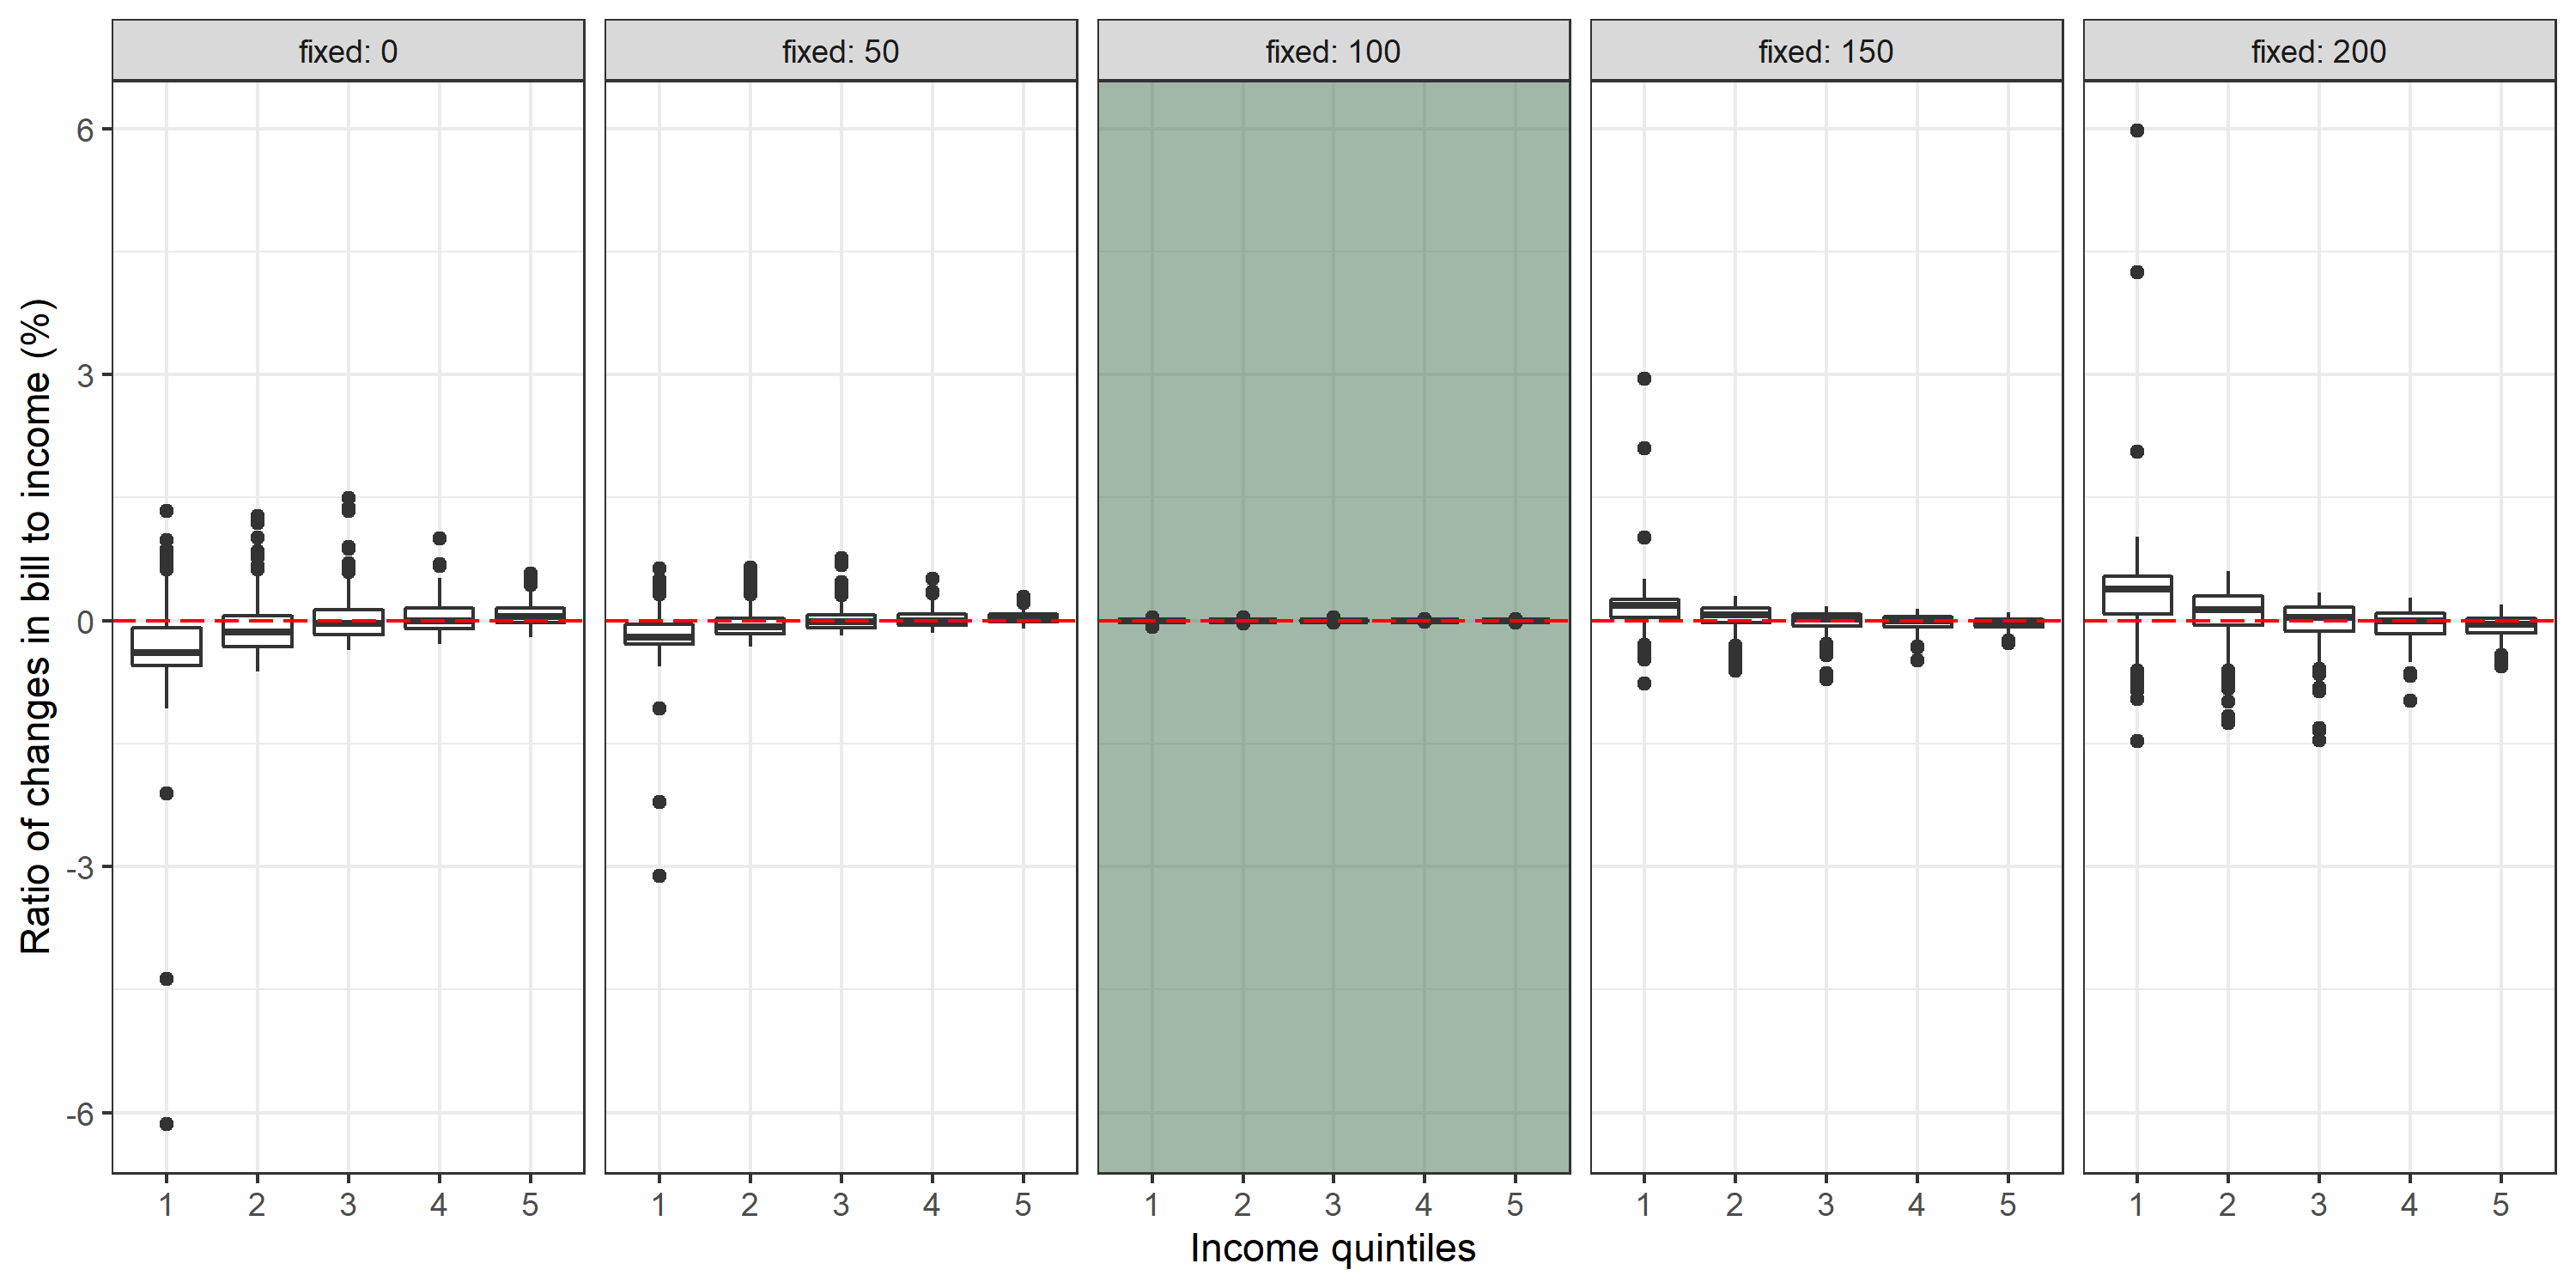 fixed: 0
fixed: 50
fixed: 100
fixed: 150
fixed: 200
Ratio of changes in bill to income (%)
6
3
0
-3
-6
1 2 3 4 5
1 2 3 4 5
1 2 3 4 5
1 2 3 4 5
1 2 3 4 5
Income quintiles